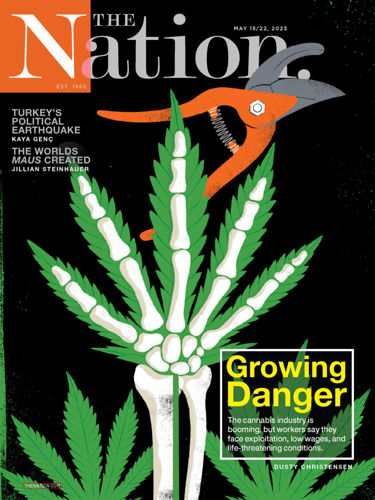 THE
Nation.
EST. 1865
MAY 15/22, 2023
TURKEY'S
POLITICAL
EARTHQUAKE
KAYA GENÇ
THE WORLDS
MAUS CREATED
JILLIAN STEINHAUER
Growing
Danger
The cannabis industry is
booming, but workers say they
face exploitation, low wages, and
life-threatening conditions.
DUSTY CHRISTENSEN
THENATION.COM